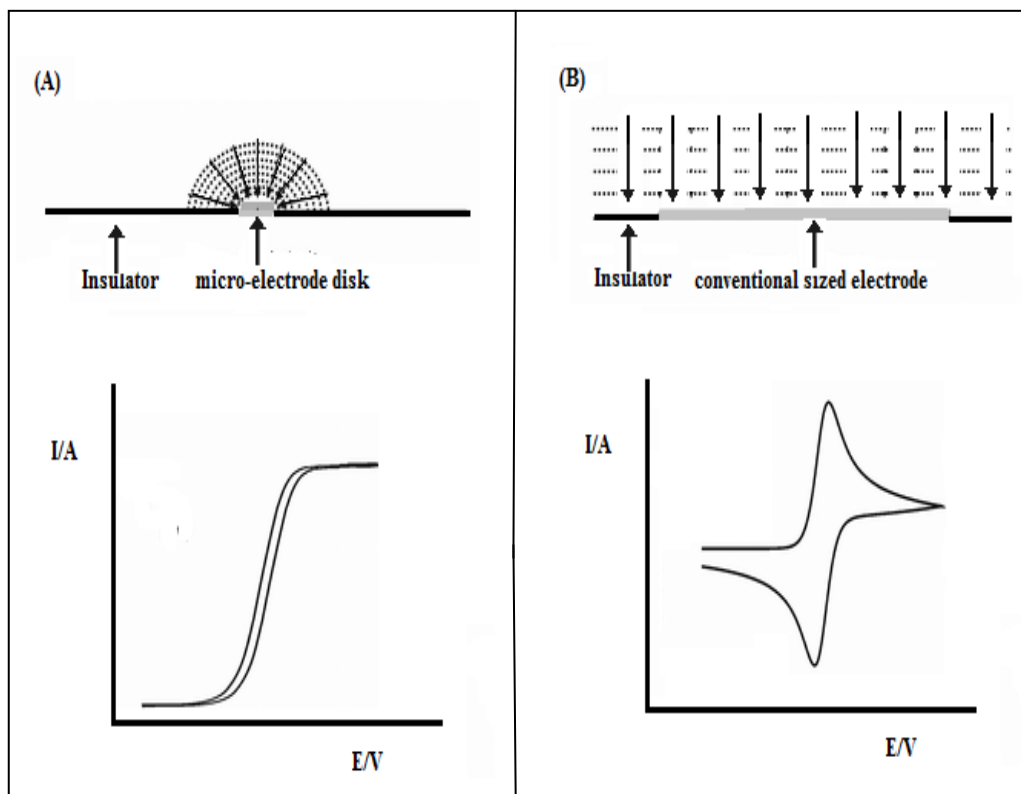 (A)
Insulator micro-electrode disk
I/A
E/V
(B)
Insulator conventional sized electrode
I/A
E/V